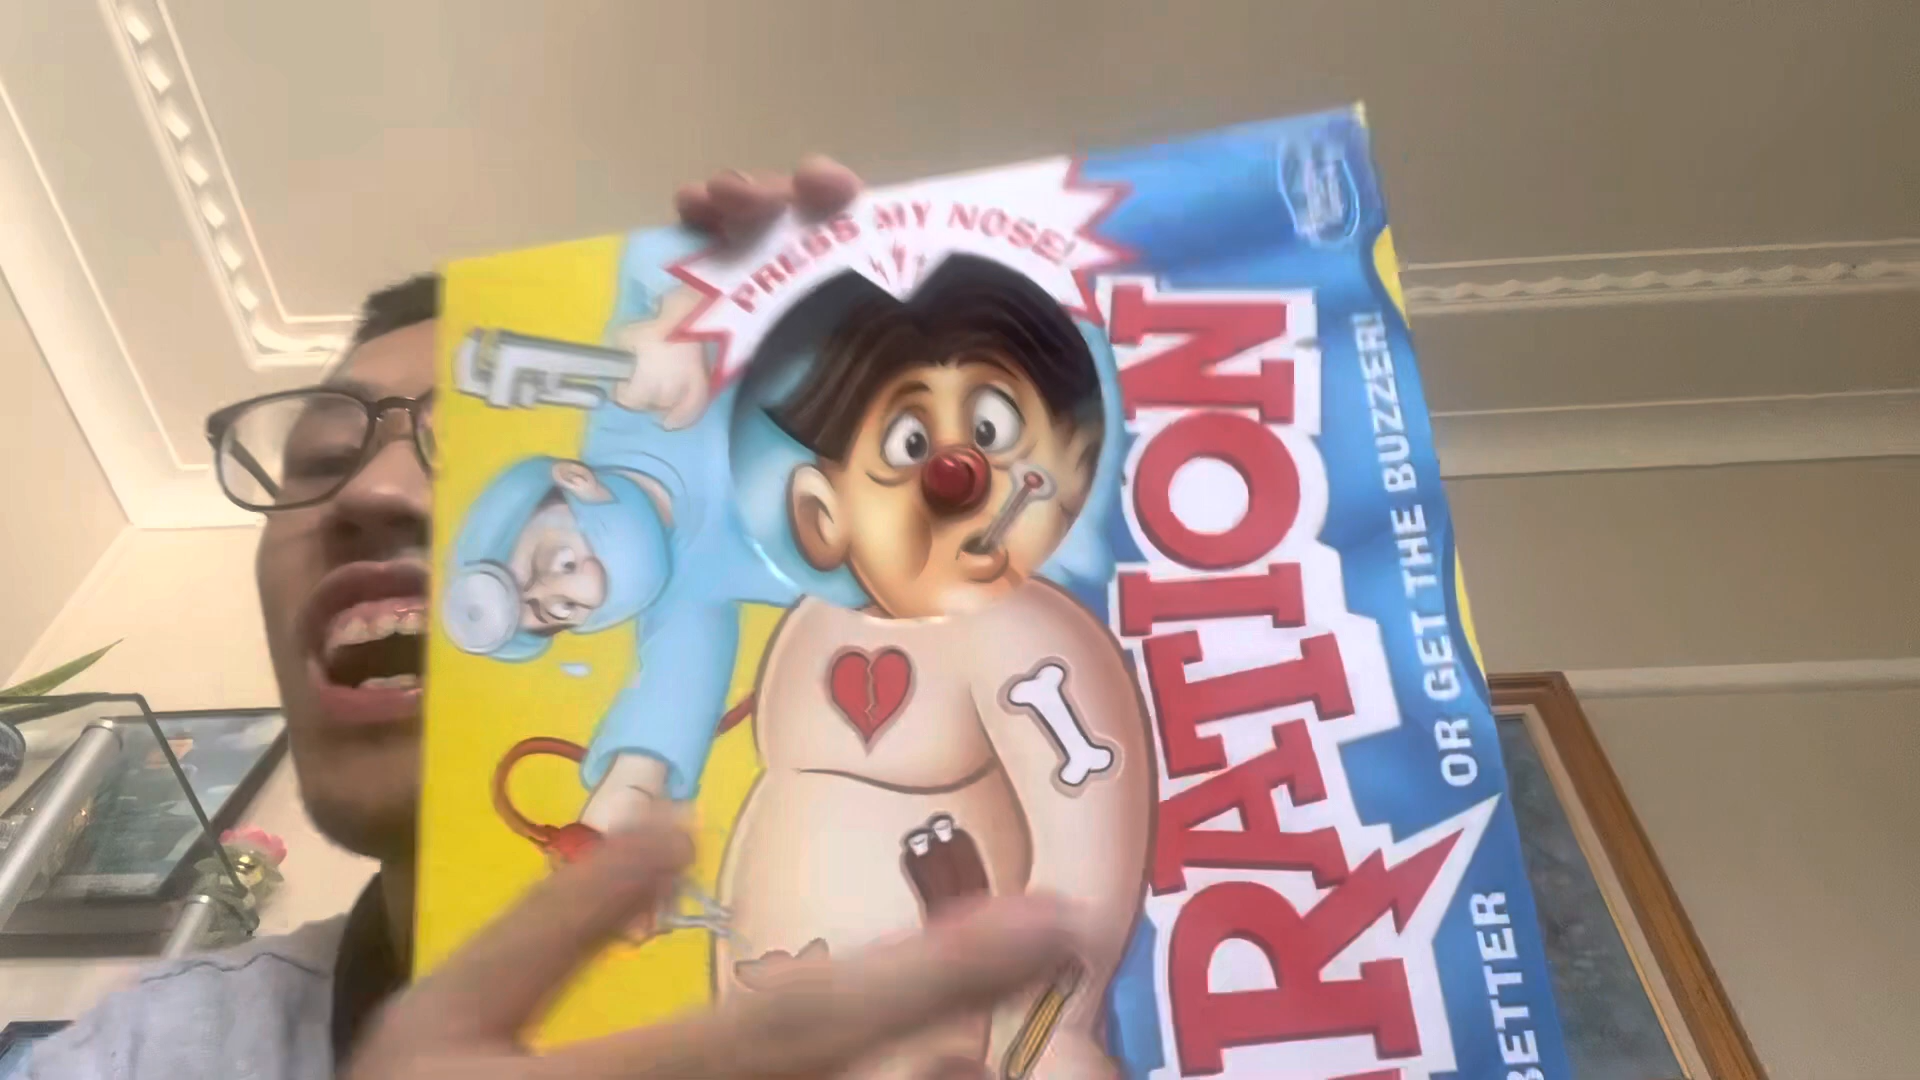 PRESS MY NOSE!
RATION
BETTER
OR GET THE BUZZER!